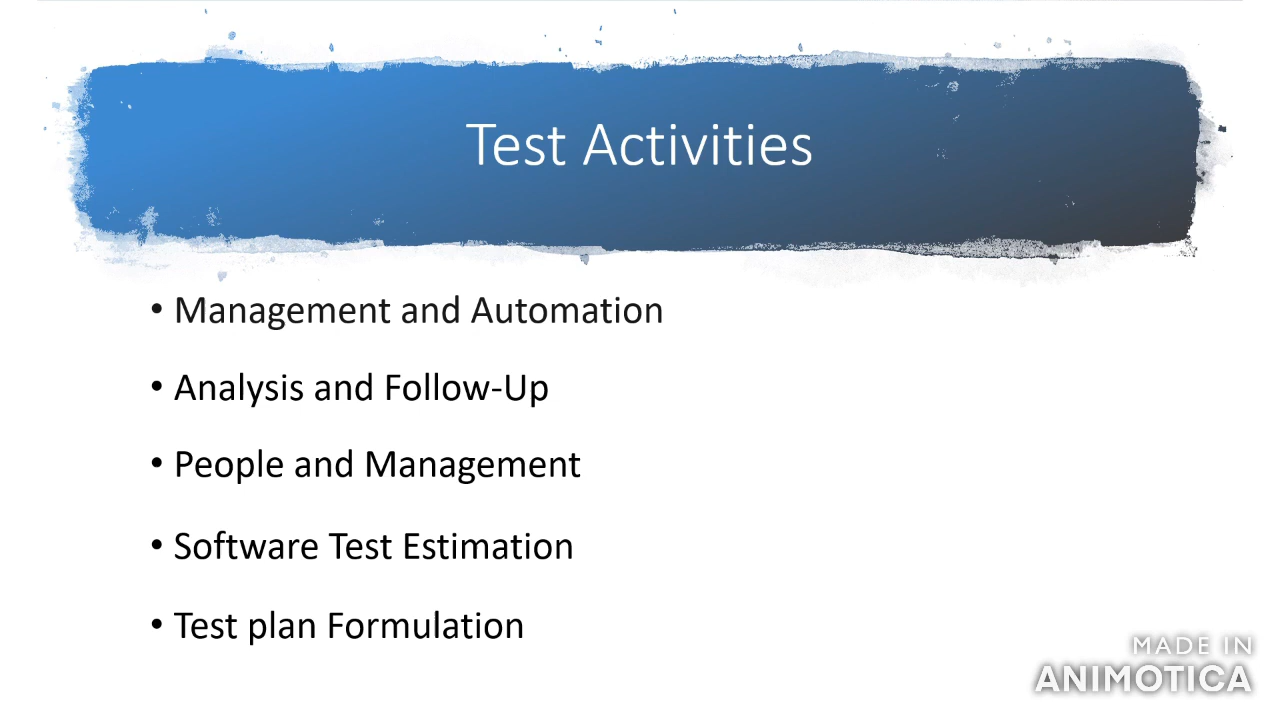 Test Activities
• Management and Automation
• Analysis and Follow-Up
• People and Management
• Software Test Estimation
• Test plan Formulation
MADE IN
ANIMOTICA